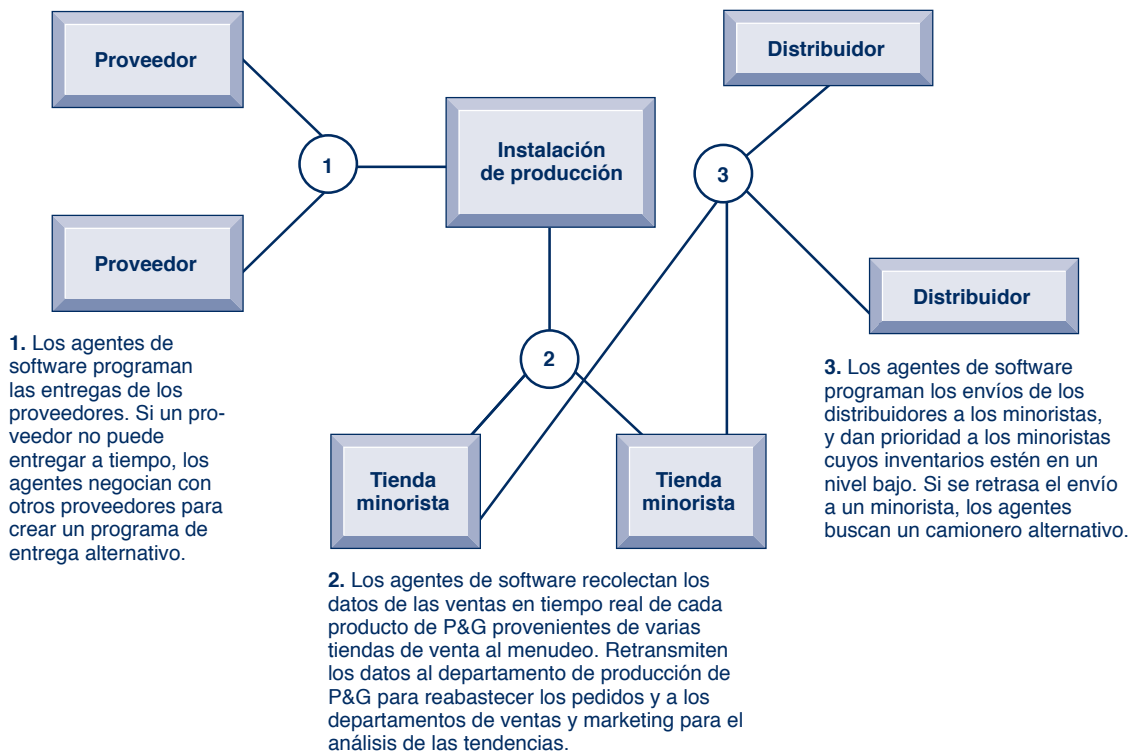 Proveedor
Distribuidor
Instalación
de producción
1
3
Proveedor
Distribuidor
1. Los agentes de
software programan
las entregas de los
proveedores. Si un pro-
veedor no puede
entregar a tiempo, los
agentes negocian con
otros proveedores para
crear un programa de
entrega alternativo.
2
3. Los agentes de software
programan los envíos de los
distribuidores a los minoristas,
y dan prioridad a los minoristas
cuyos inventarios estén en un
nivel bajo. Si se retrasa el envío
a un minorista, los agentes
buscan un camionero alternativo.
Tienda
minorista
Tienda
minorista
2. Los agentes de software recolectan los
datos de las ventas en tiempo real de cada
producto de P&G provenientes de varias
tiendas de venta al menudeo. Retransmiten
los datos al departamento de producción de
P&G para reabastecer los pedidos y a los
departamentos de ventas y marketing para el
análisis de las tendencias.